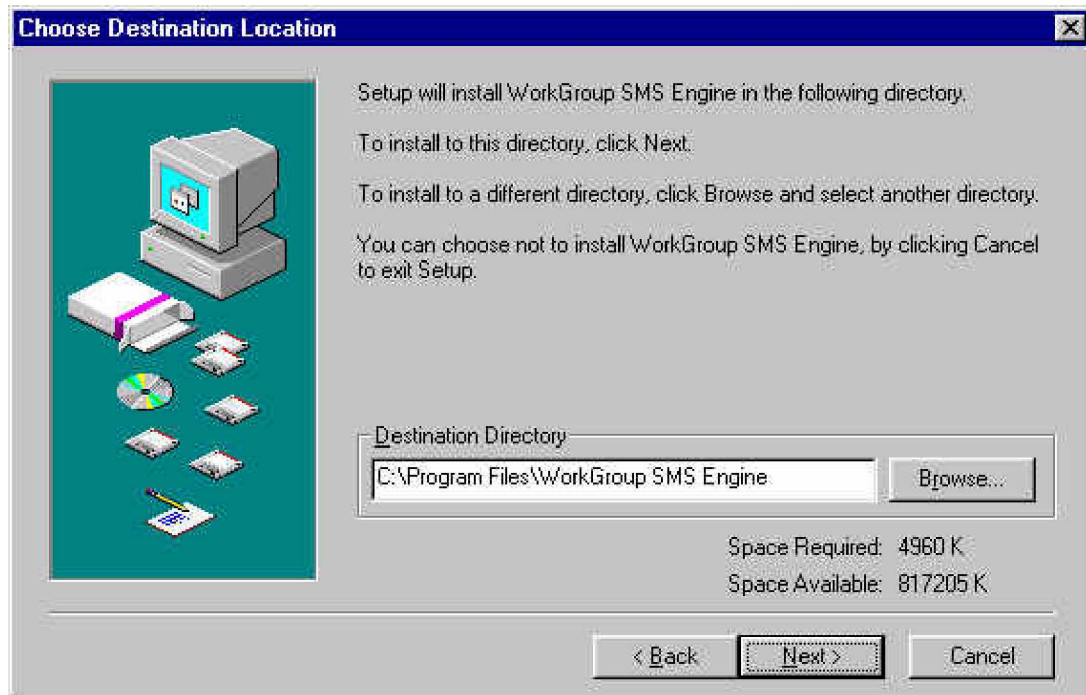 Choose Destination Location
Setup will install WorkGroup SMS Engine in the following directory.
To install to this directory, click Next.
To install to a different directory, click Browse and select another directory.
You can choose not to install WorkGroup SMS Engine, by clicking Cancel
to exit Setup.
Destination Directory
C:\Program Files\WorkGroup SMS Engine
Browse...
Space Required: 4960 K
Space Available: 817205 K
< Back
Next >
Cancel